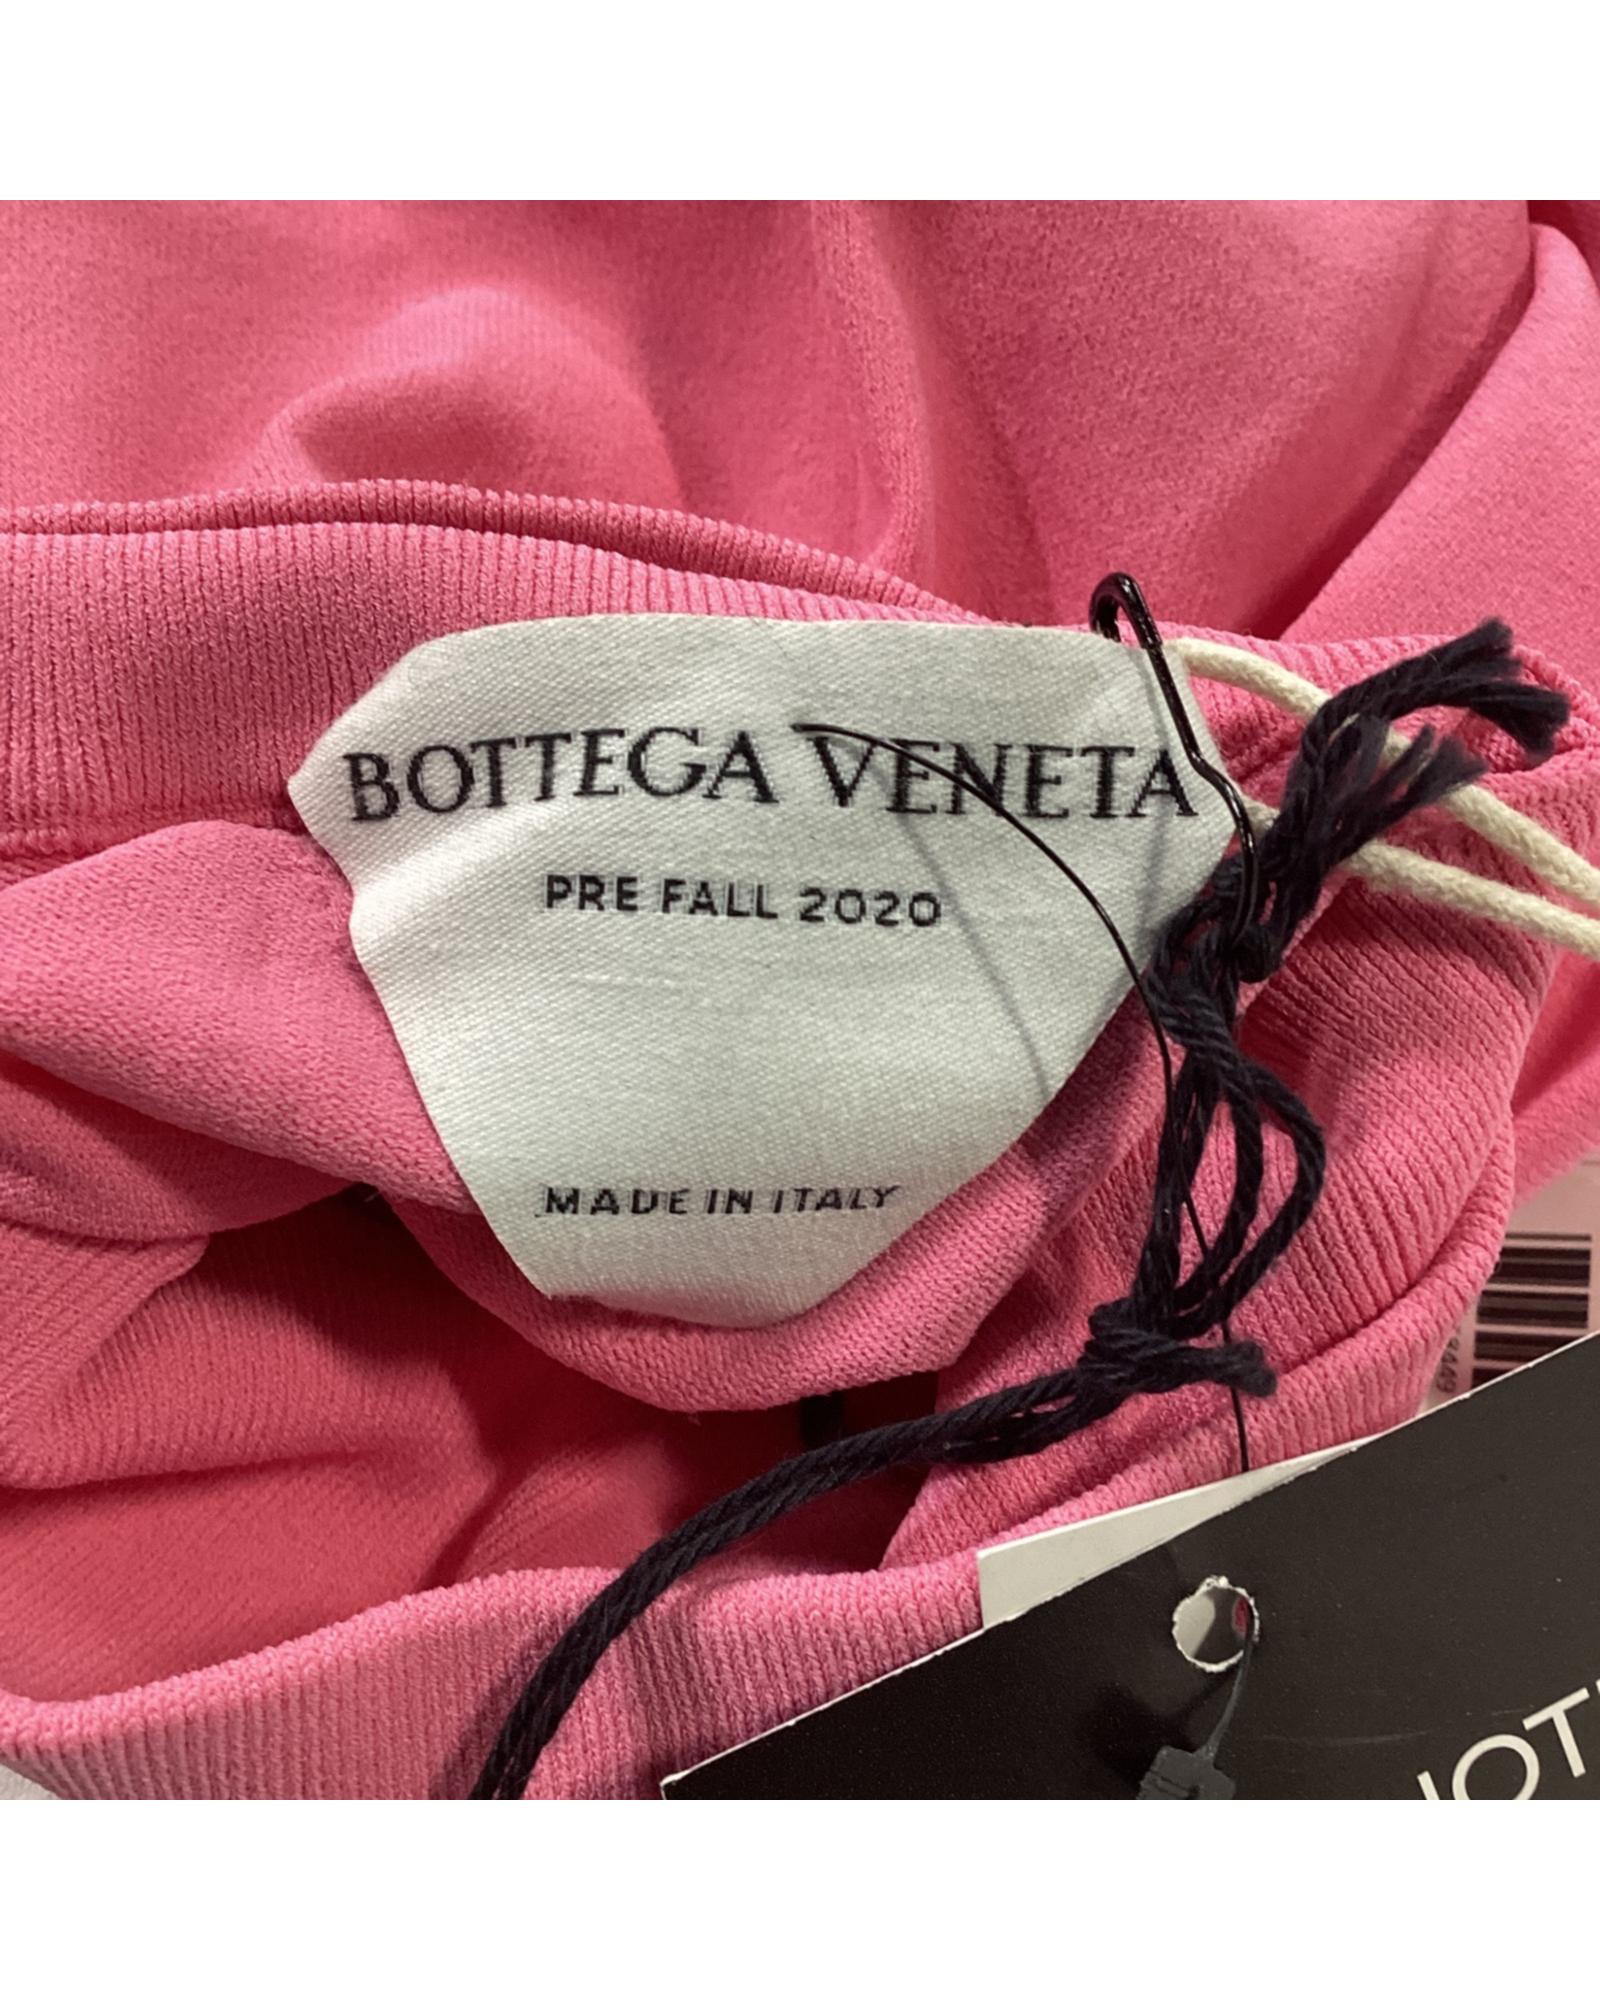 BOTTEGA VENETA
PRE FALL 2020
MADE IN ITALY